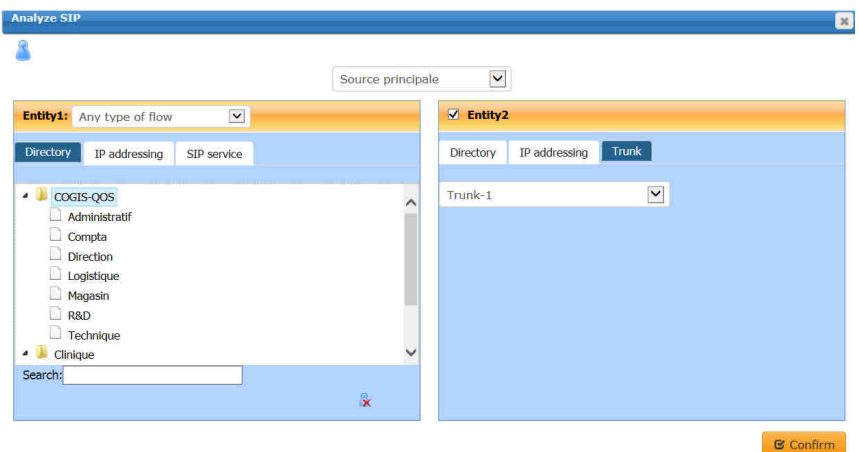 Analyze SIP
Source principale
Entity1: Any type of flow
Directory IP addressing SIP service
COGIS-QOS
Administratif
Compta
Direction
Logistique
Magasin
R&D
Technique
Clinique
Search:
Entity2
Directory IP addressing Trunk
Trunk-1
Confirm